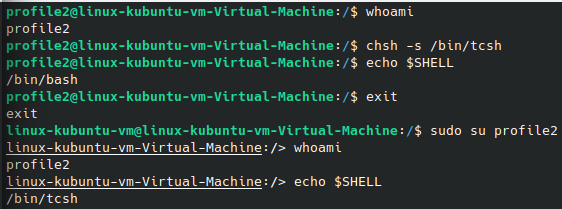 profile2@linux-kubuntu-vm-Virtual-Machine:/$ whoami
profile2
profile2@linux-kubuntu-vm-Virtual-Machine:/$ chsh -s /bin/tcsh
profile2@linux-kubuntu-vm-Virtual-Machine:/$ echo $SHELL
/bin/bash
profile2@linux-kubuntu-vm-Virtual-Machine:/$ exit
exit
linux-kubuntu-vm@linux-kubuntu-vm-Virtual-Machine:/$ sudo su profile2
linux-kubuntu-vm-Virtual-Machine:/> whoami
profile2
linux-kubuntu-vm-Virtual-Machine:/> echo $SHELL
/bin/tcsh